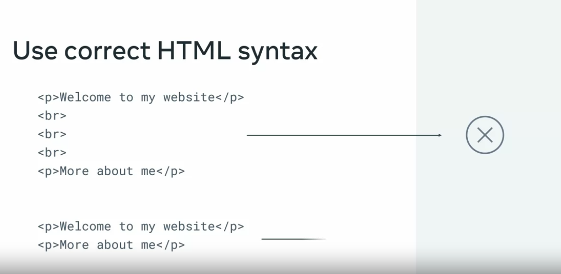 Use correct HTML syntax
<p>Welcome to my website</p>
<br>
<br>
<br>
<p>More about me</p>
<p>Welcome to my website</p>
<p>More about me</p>